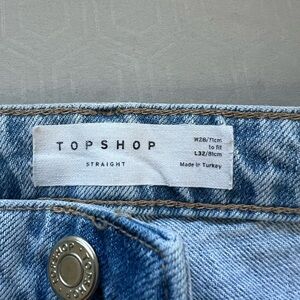 TOPSHOP
STRAIGHT
W28/71cm
to fit
L32/81cm
Made in Turkey